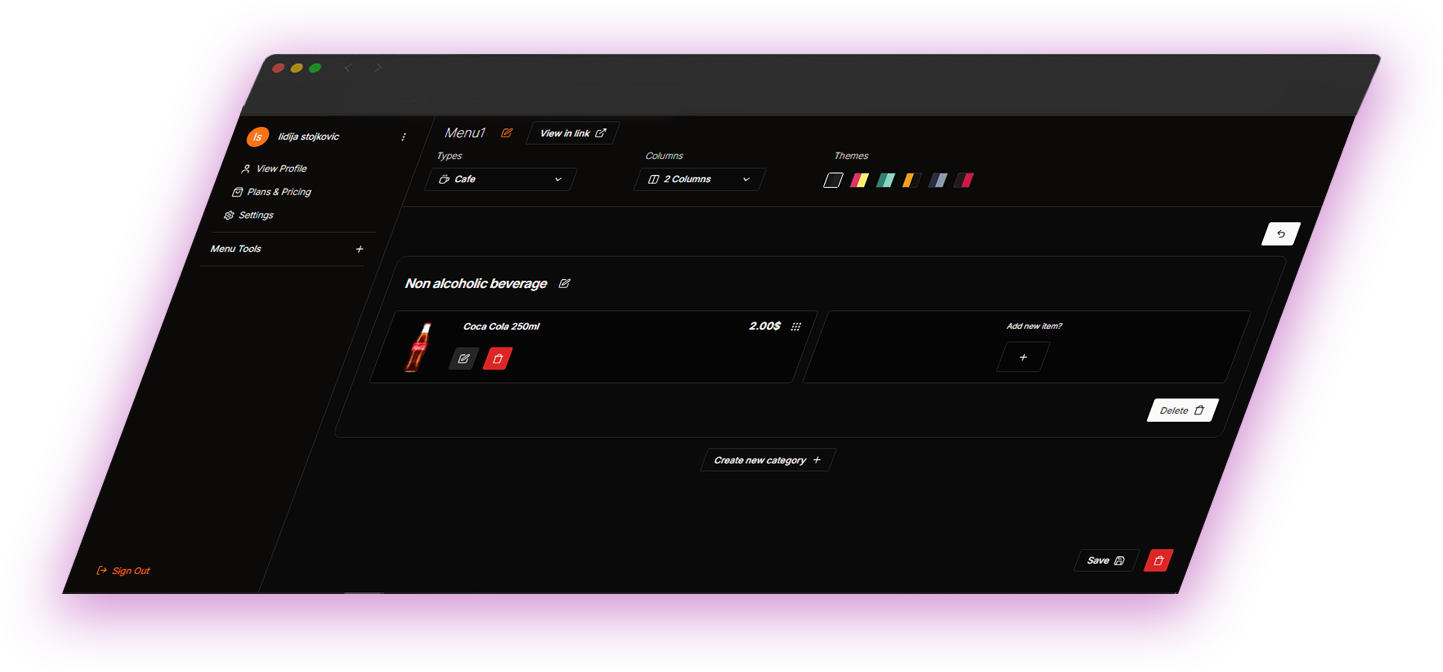 ls
lidija stojkovic
View Profile
Plans & Pricing
Settings
Menu Tools
Sign Out
Menu1
View in link
Types
Columns
Themes
Cafe
2 Columns
Non alcoholic beverage
Coca Cola 250ml
2.00$
Add new item?
Delete
Create new category
Save